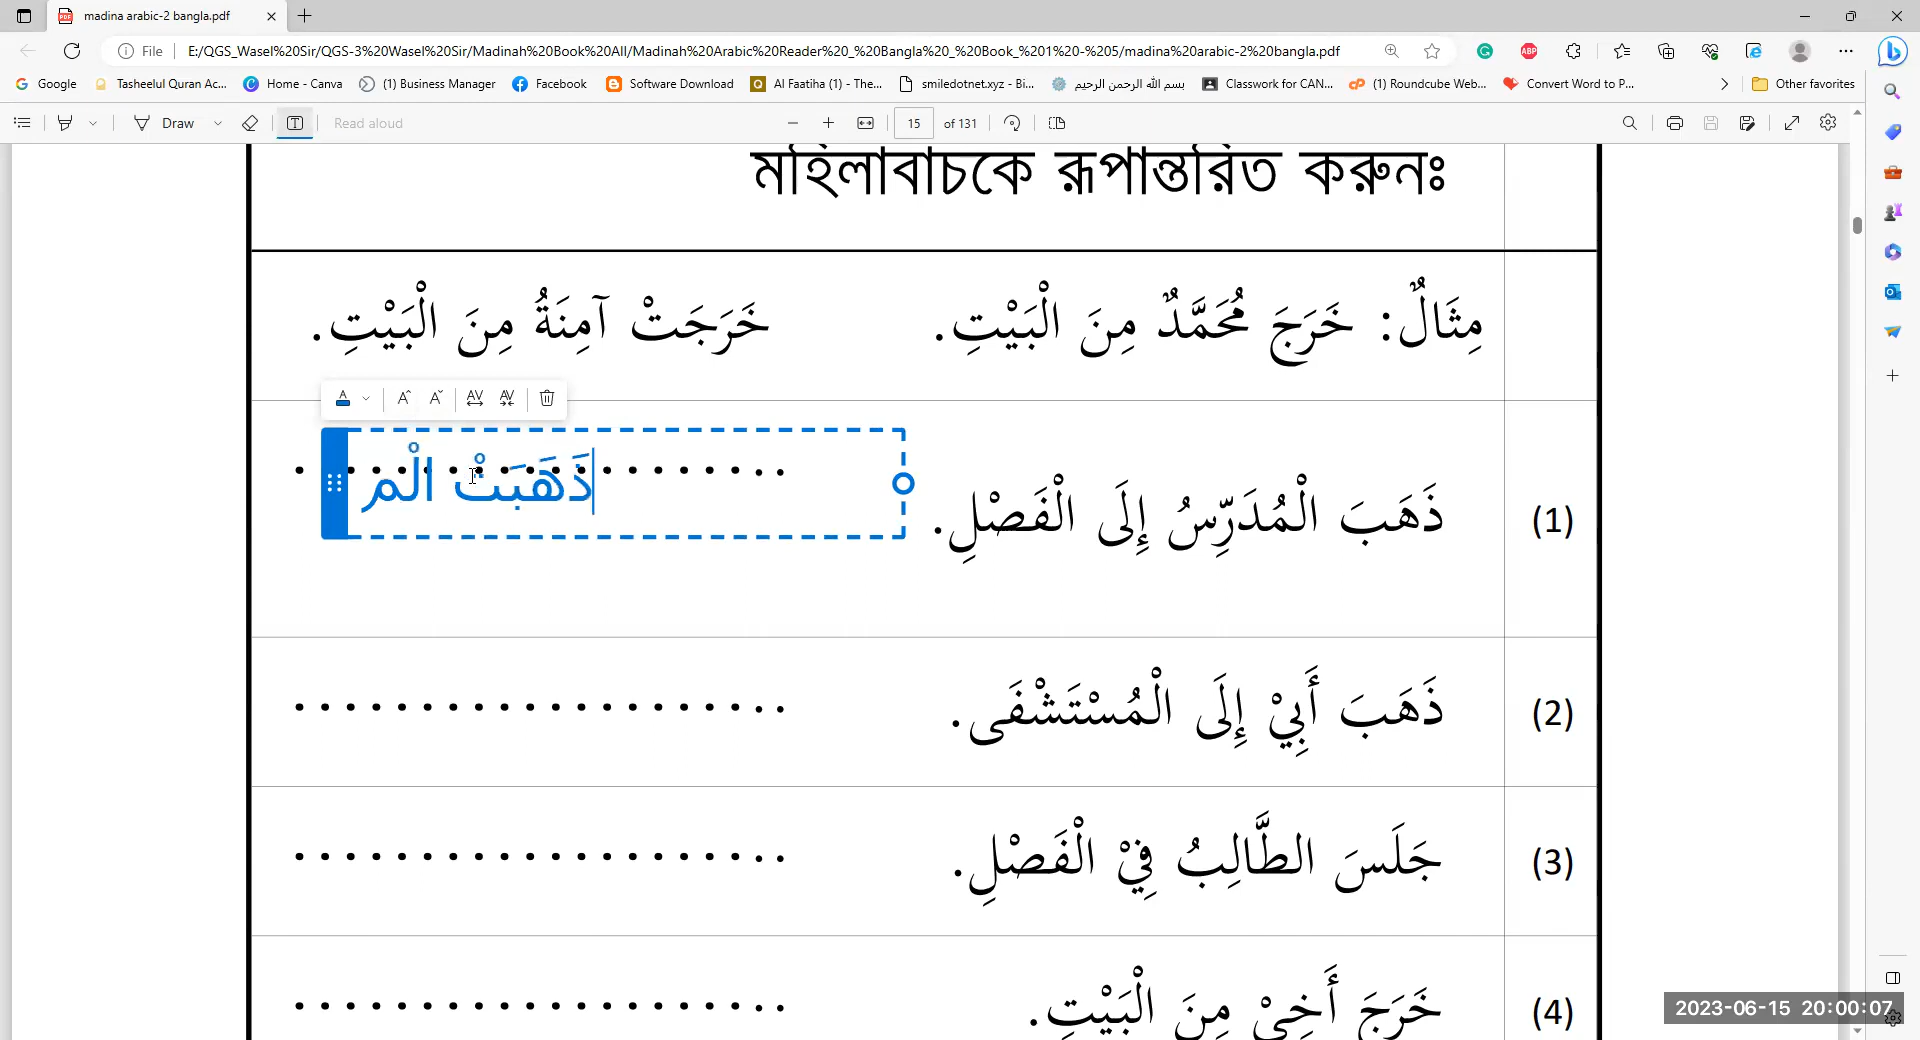 madina arabic-2 bangla.pdf
File E:/QGS_Wasel%20Sir/QGS-3%20Wasel%20Sir/Madinah%20Book%20All/Madinah%20Arabic%20Reader%20_%20Bangla%20_%20Book_%201%20-%205/madina%20arabic-2%20bangla.pdf
Google Tasheelul Quran Ac... Home - Canva (1) Business Manager Facebook Software Download Al Faatiha (1) - The... smiledotnet.xyz - Bi... بسم الله الرحمن الرحيم Classwork for CAN... (1) Roundcube Web... Convert Word to P... Other favorites
Draw Read aloud 15 of 131
মহিলাবাচকে রূপান্তরিত করুনঃ
مِثَالٌ: خَرَجَ مُحَمَّدٌ مِنَ الْبَيْتِ. خَرَجَتْ آمِنَةُ مِنَ الْبَيْتِ.
(1) ذَهَبَ الْمُدَرِّسُ إِلَى الْفَصْلِ. ....................
ذَهَبَتْ الْم
(2) ذَهَبَ أَبِيْ إِلَى الْمُسْتَشْفَى. ....................
(3) جَلَسَ الطَّالِبُ فِيْ الْفَصْلِ. ....................
(4) خَرَجَ أَخِيْ مِنَ الْبَيْتِ. ....................
2023-06-15 20:00:07